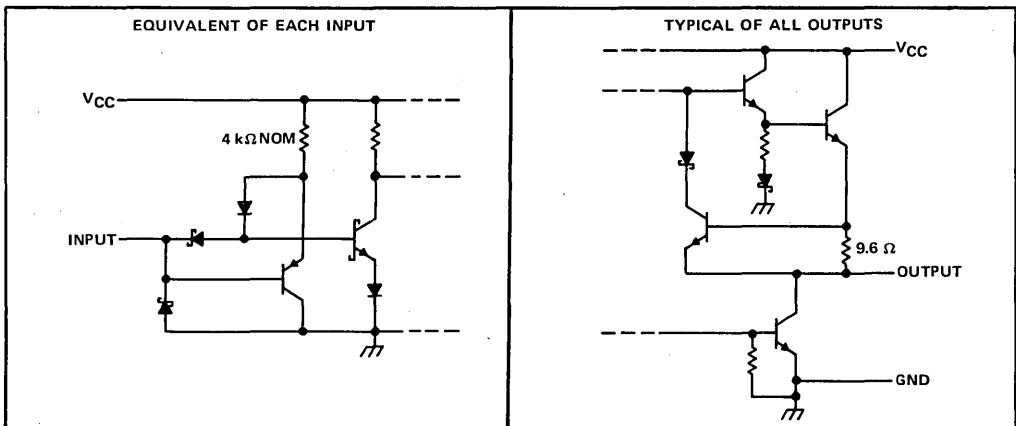 EQUIVALENT OF EACH INPUT
VCC
4 kΩ NOM
INPUT
TYPICAL OF ALL OUTPUTS
VCC
9.6 Ω
OUTPUT
GND